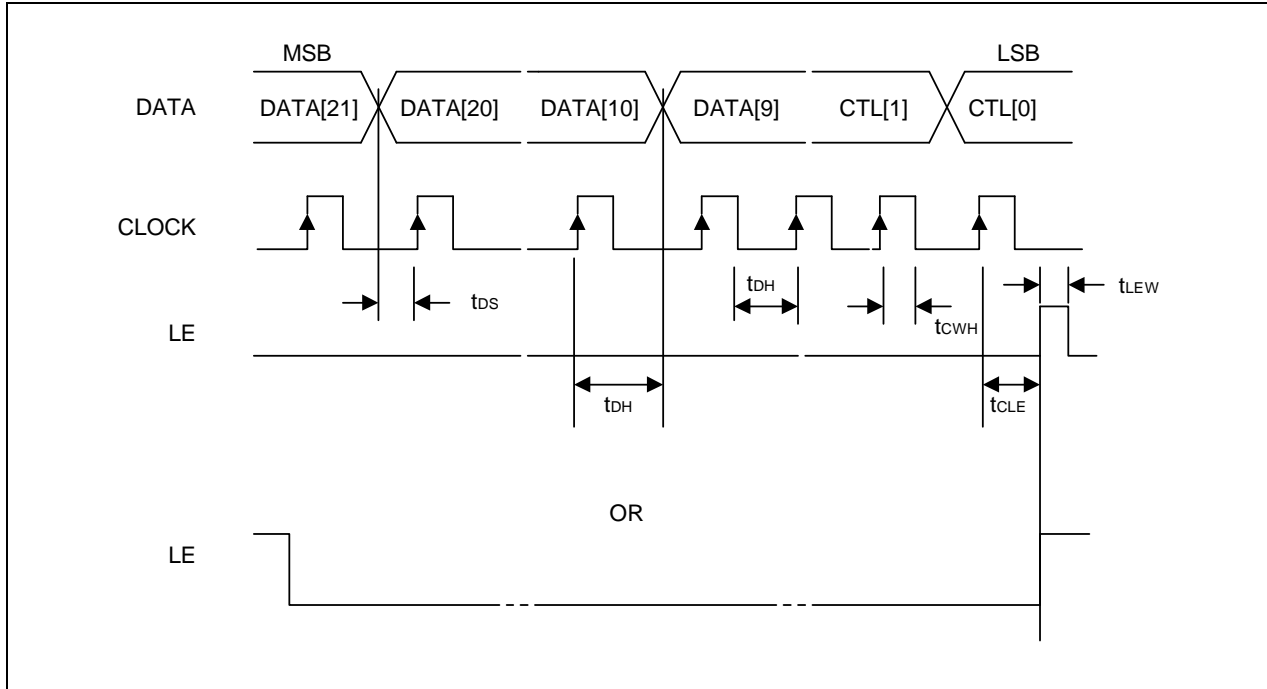 MSB LSB
DATA DATA[21] DATA[20] DATA[10] DATA[9] CTL[1] CTL[0]
CLOCK
tDS tDH tCWH tLEW
LE
tDH tCLE
OR
LE